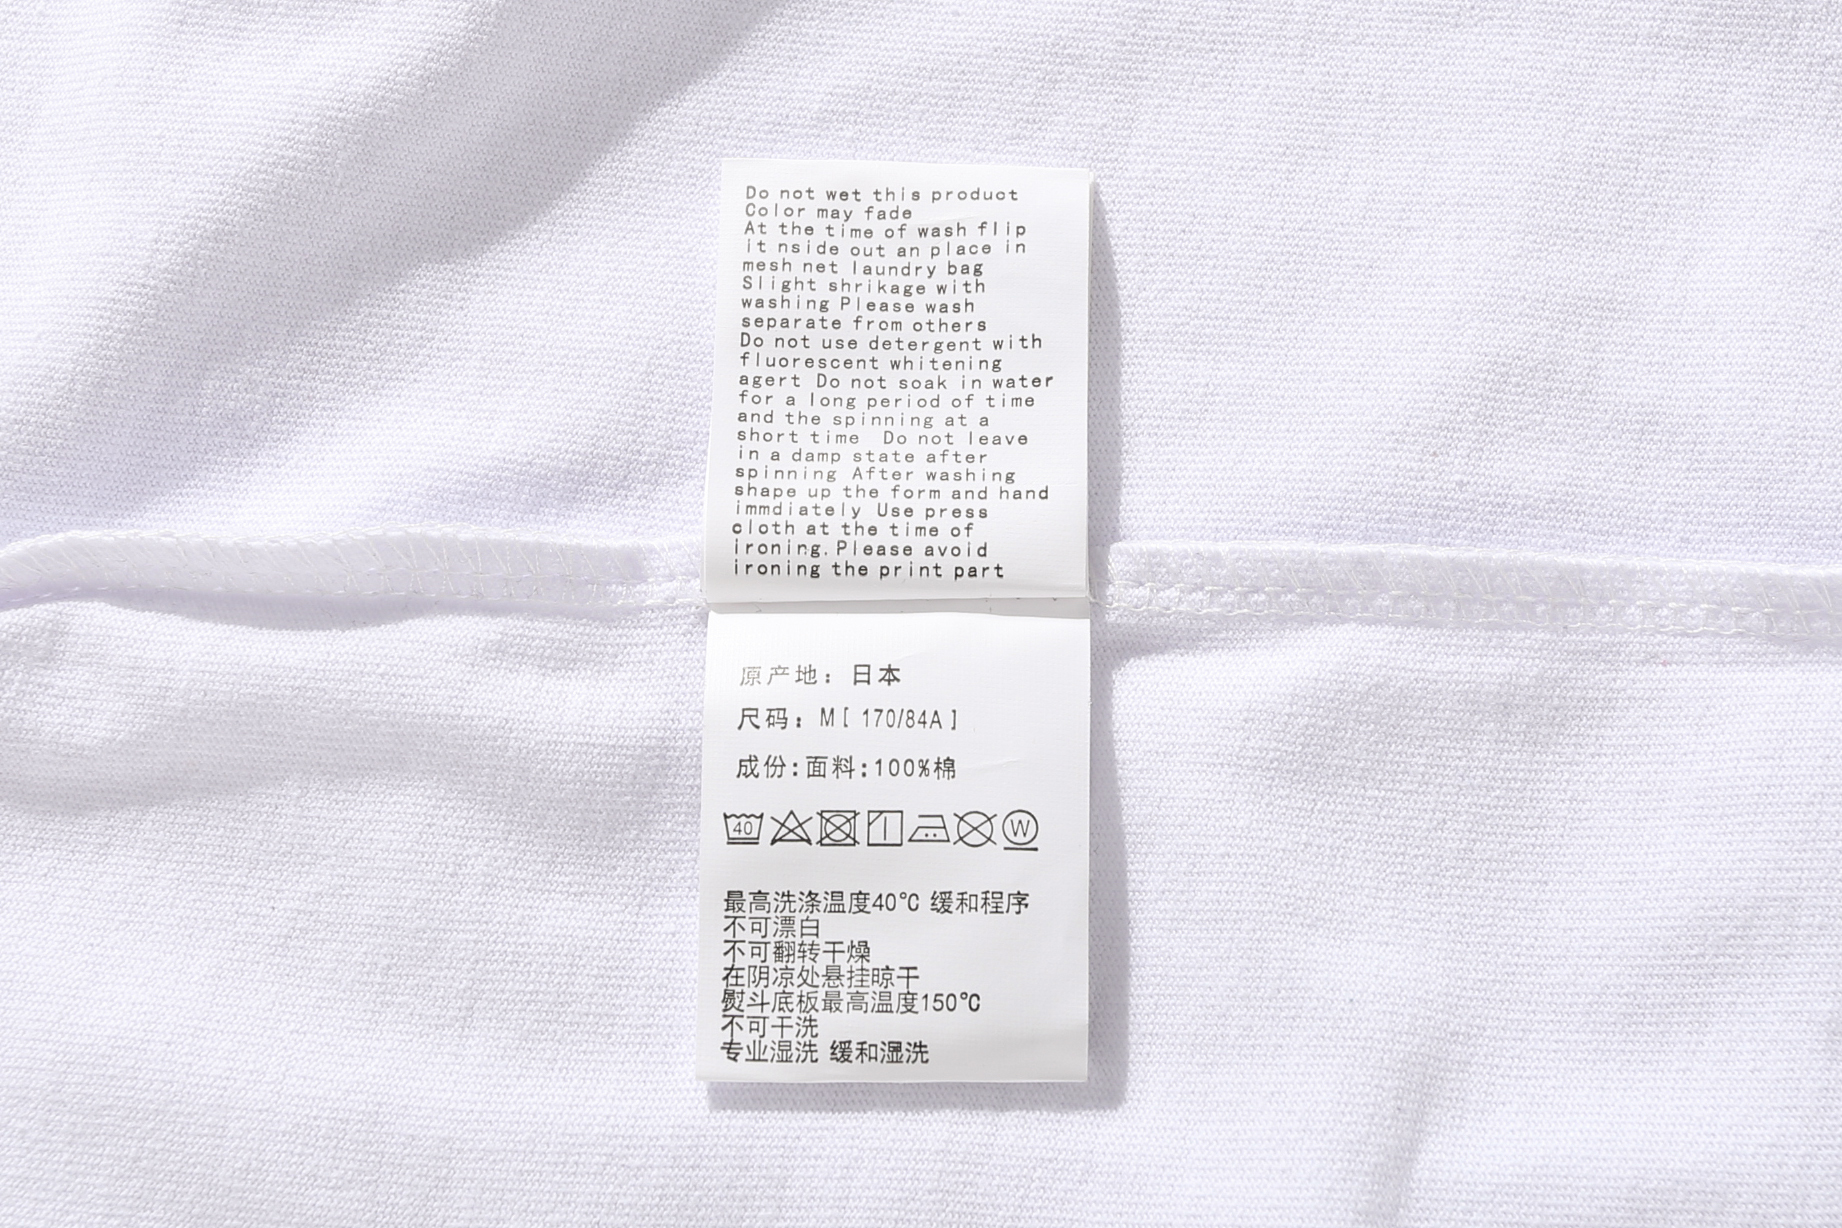 Do not wet this product
Color may fade
At the time of wash flip
it nside out an place in
mesh net laundry bag
Slight shrikage with
washing Please wash
separate from others
Do not use detergent with
fluorescent whitening
agert Do not soak in water
for a long period of time
and the spinning at a
short time Do not leave
in a damp state after
spinning After washing
shape up the form and hand
immdiately Use press
cloth at the time of
ironing. Please avoid
ironing the print part
原产地：日本
尺码：M[ 170/84A ]
成份:面料:100%棉
40 W
最高洗涤温度40℃ 缓和程序
不可漂白
不可翻转干燥
在阴凉处悬挂晾干
熨斗底板最高温度150℃
不可干洗
专业湿洗 缓和湿洗